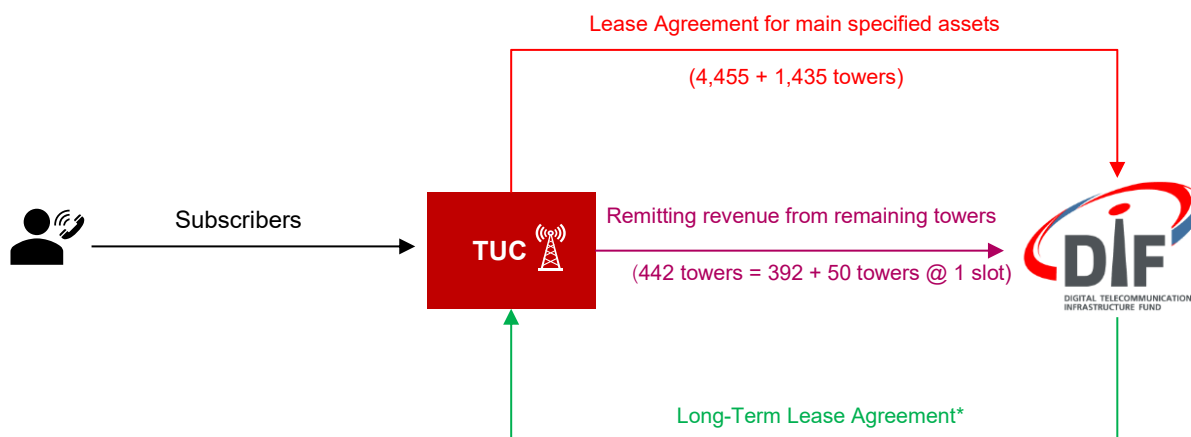 Lease Agreement for main specified assets
(4,455 + 1,435 towers)
Subscribers
TUC
Remitting revenue from remaining towers
(442 towers = 392 + 50 towers @ 1 slot)
DIF
DIGITAL TELECOMMUNICATION
INFRASTRUCTURE FUND
Long-Term Lease Agreement*